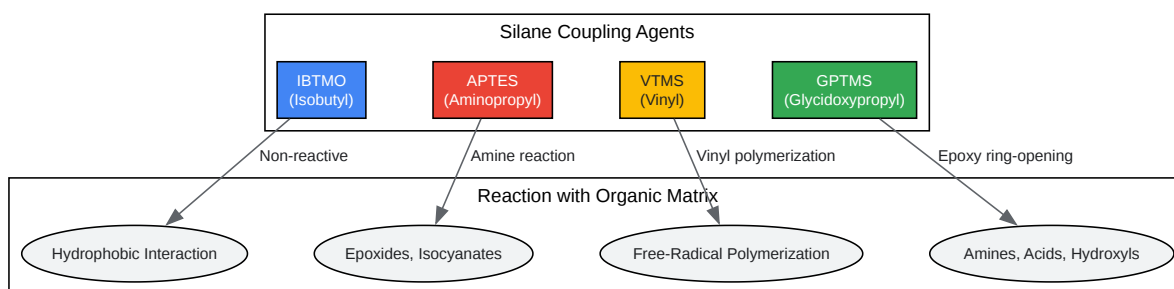 Silane Coupling Agents
IBTMO
(Isobutyl)
APTES
(Aminopropyl)
VTMS
(Vinyl)
GPTMS
(Glycidoxypropyl)
Non-reactive
Amine reaction
Vinyl polymerization
Epoxy ring-opening
Reaction with Organic Matrix
Hydrophobic Interaction
Epoxides, Isocyanates
Free-Radical Polymerization
Amines, Acids, Hydroxyls